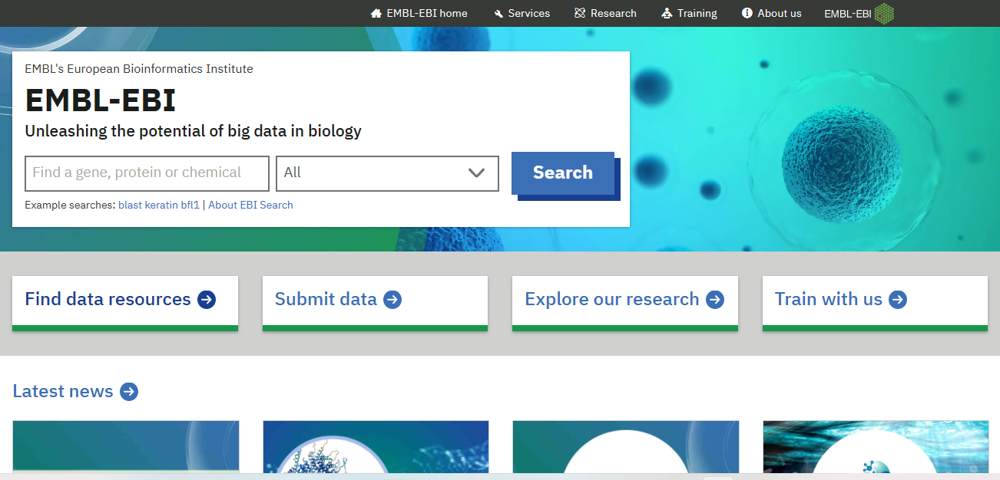 EMBL-EBI home Services Research Training About us EMBL-EBI
EMBL's European Bioinformatics Institute
EMBL-EBI
Unleashing the potential of big data in biology
Find a gene, protein or chemical All Search
Example searches: blast keratin bfl1 | About EBI Search
Find data resources Submit data Explore our research Train with us
Latest news